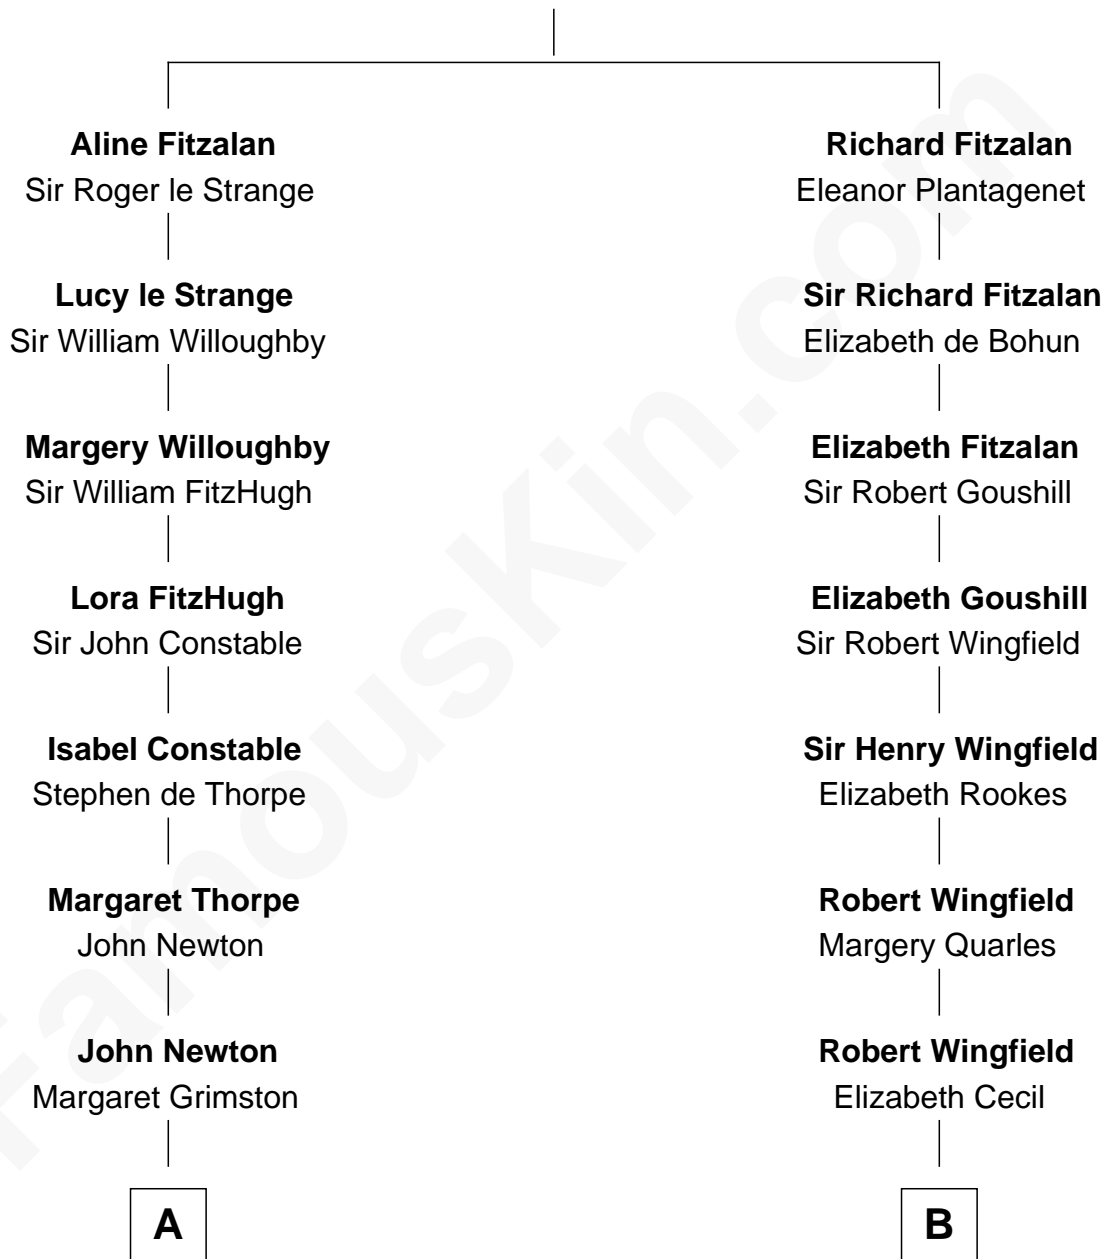 Aline Fitzalan
Sir Roger le Strange
Lucy le Strange
Sir William Willoughby
Margery Willoughby
Sir William FitzHugh
Lora FitzHugh
Sir John Constable
Isabel Constable
Stephen de Thorpe
Margaret Thorpe
John Newton
John Newton
Margaret Grimston
A
Richard Fitzalan
Eleanor Plantagenet
Sir Richard Fitzalan
Elizabeth de Bohun
Elizabeth Fitzalan
Sir Robert Goushill
Elizabeth Goushill
Sir Robert Wingfield
Sir Henry Wingfield
Elizabeth Rookes
Robert Wingfield
Margery Quarles
Robert Wingfield
Elizabeth Cecil
B
FamousKin.com